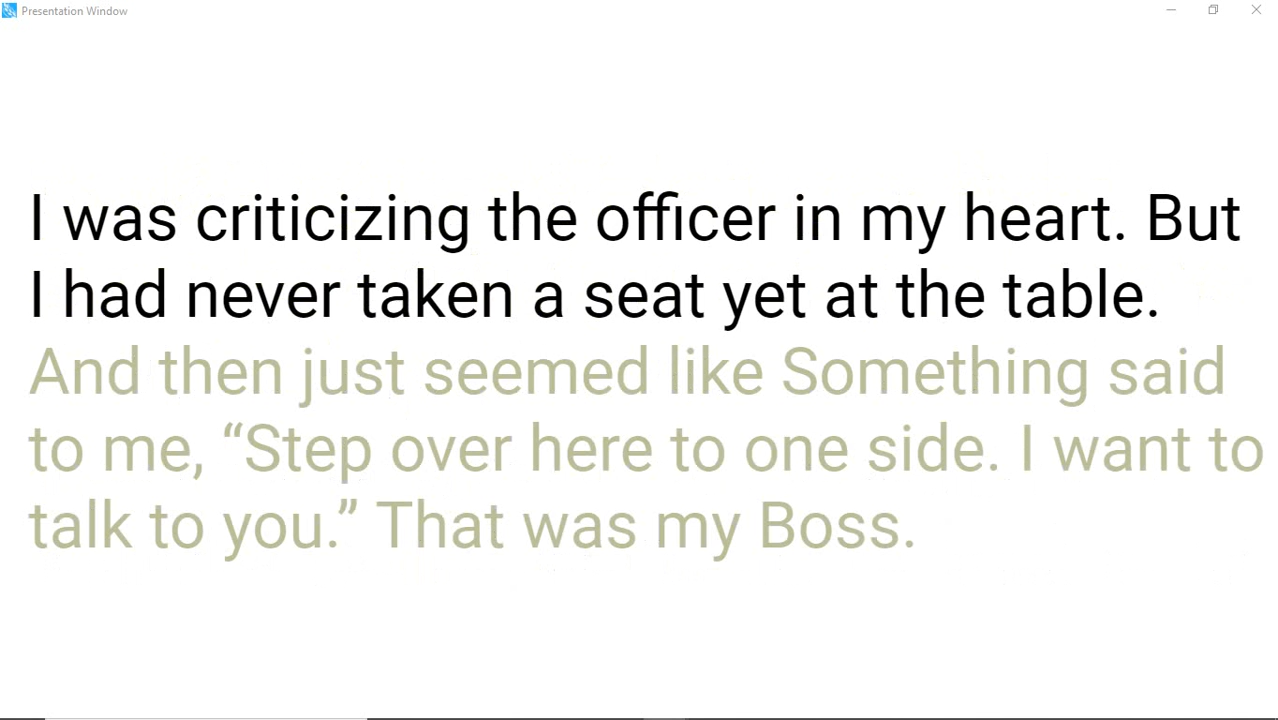 Presentation Window
I was criticizing the officer in my heart. But
I had never taken a seat yet at the table.
And then just seemed like Something said
to me, “Step over here to one side. I want to
talk to you.” That was my Boss.